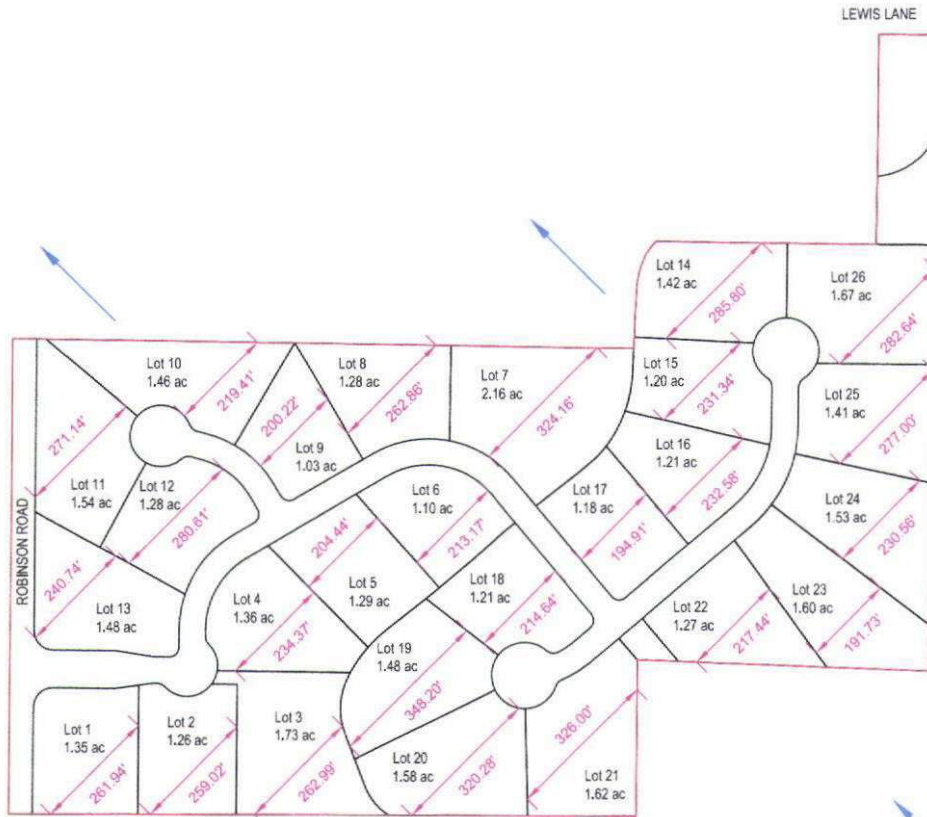 LEWIS LANE
Lot 14
1.42 ac
285.80'
Lot 26
1.67 ac
282.64'
Lot 10
1.46 ac
219.41'
Lot 8
1.28 ac
262.86'
Lot 7
2.16 ac
324.16'
Lot 15
1.20 ac
231.34'
Lot 25
1.41 ac
277.00'
271.14'
200.22'
Lot 9
1.03 ac
Lot 16
1.21 ac
232.58'
Lot 11
1.54 ac
Lot 12
1.28 ac
280.81'
Lot 6
1.10 ac
213.17'
Lot 17
1.18 ac
194.91'
Lot 24
1.53 ac
230.56'
ROBINSON ROAD
240.74'
Lot 13
1.48 ac
Lot 4
1.36 ac
234.37'
204.44'
Lot 5
1.29 ac
Lot 18
1.21 ac
214.64'
Lot 22
1.27 ac
217.44'
Lot 23
1.60 ac
191.73'
Lot 19
1.48 ac
348.20'
Lot 1
1.35 ac
261.94'
Lot 2
1.26 ac
259.02'
Lot 3
1.73 ac
262.99'
Lot 20
1.58 ac
320.28'
326.00'
Lot 21
1.62 ac